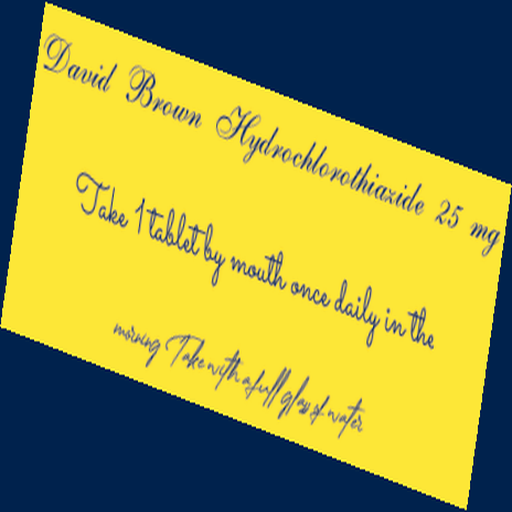 David Brown Hydrochlorothiazide 25 mg
Take 1 tablet by mouth once daily in the
morning Take with a full glass of water